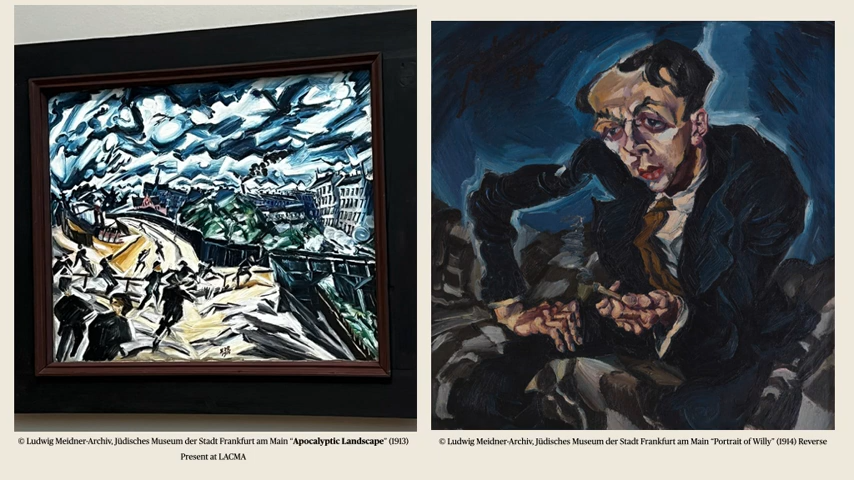 © Ludwig Meidner-Archiv, Jüdisches Museum der Stadt Frankfurt am Main “Apocalyptic Landscape” (1913)
Present at LACMA
© Ludwig Meidner-Archiv, Jüdisches Museum der Stadt Frankfurt am Main “Portrait of Willy” (1914) Reverse